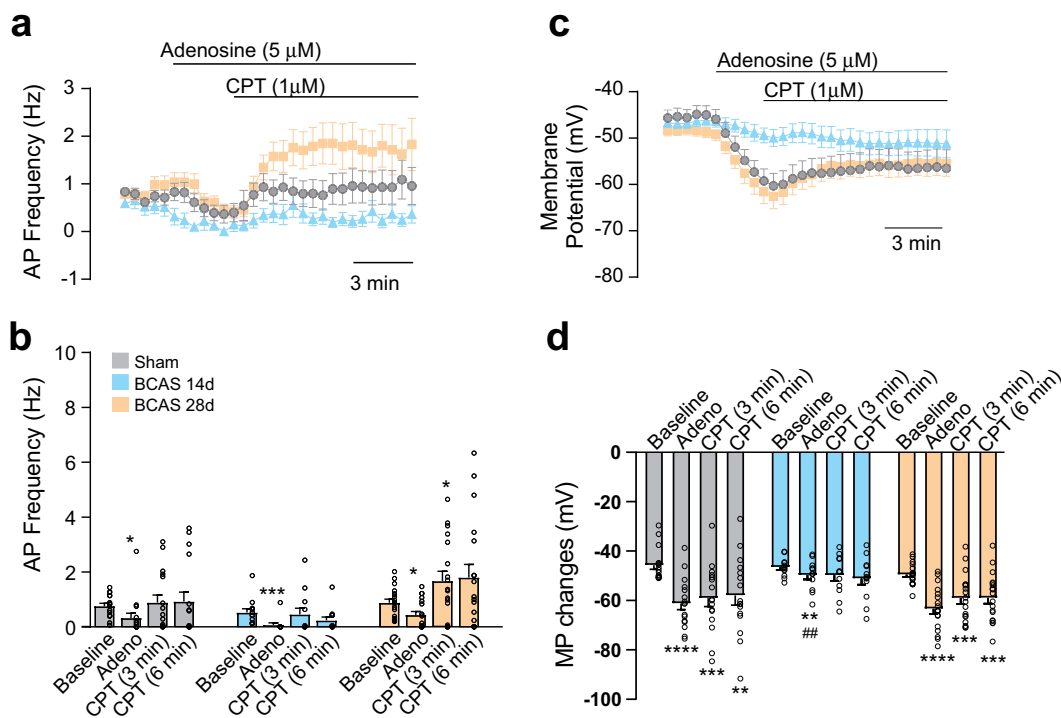 a
Adenosine (5 μM)
CPT (1μM)
AP Frequency (Hz)
3
2
1
0
-1
3 min
c
Adenosine (5 μM)
CPT (1μM)
Membrane
Potential (mV)
-40
-50
-60
-70
-80
3 min
b
AP Frequency (Hz)
10
8
6
4
2
0
Sham
BCAS 14d
BCAS 28d
*
***
*
*
Baseline
Adeno
CPT (3 min)
CPT (6 min)
Baseline
Adeno
CPT (3 min)
CPT (6 min)
Baseline
Adeno
CPT (3 min)
CPT (6 min)
d
Baseline
Adeno
CPT (3 min)
CPT (6 min)
Baseline
Adeno
CPT (3 min)
CPT (6 min)
Baseline
Adeno
CPT (3 min)
CPT (6 min)
MP changes (mV)
0
-20
-40
-60
-80
-100
****
***
**
**
##
****
***
***